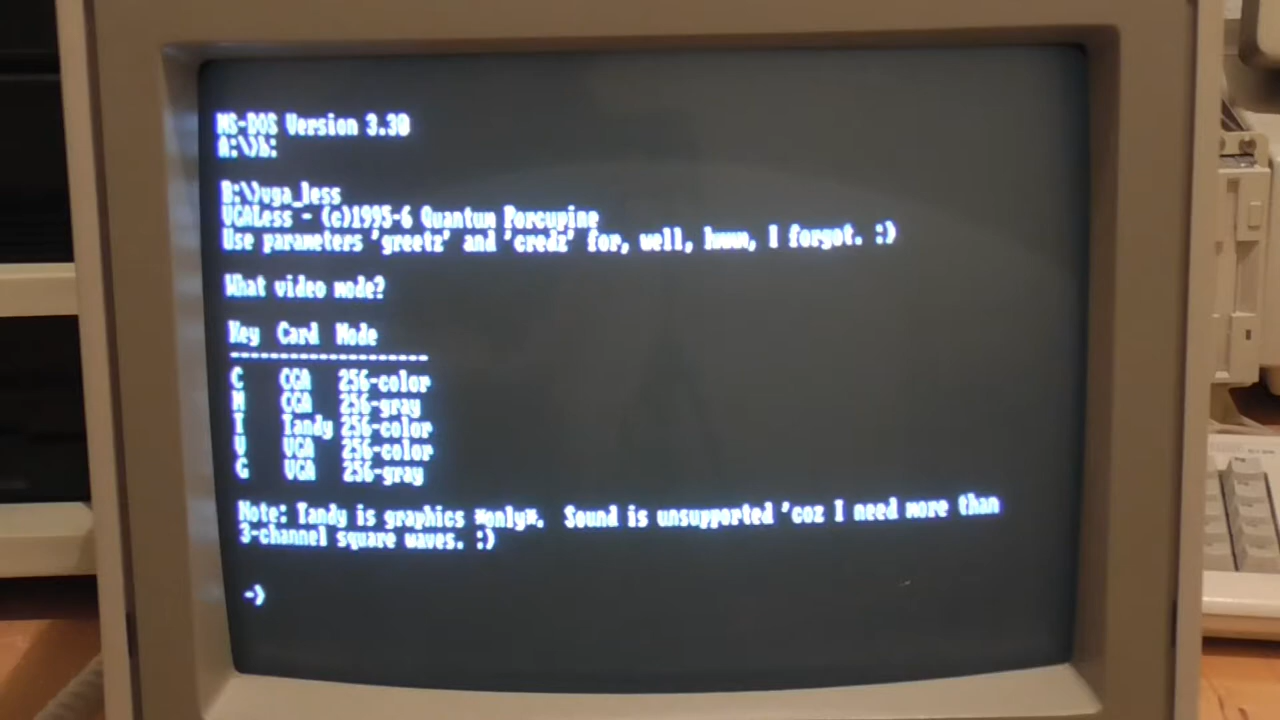 MS-DOS Version 3.30
A:\>b:
B:\>vga_less
VGALess - (c)1995-6 Quantum Porcupine
Use parameters 'greetz' and 'credz' for, well, hmmm, I forgot. :)
What video mode?
Key Card Mode
--------------------
C CGA 256-color
M CGA 256-gray
T Tandy 256-color
V VGA 256-color
G VGA 256-gray
Note: Tandy is graphics *only*. Sound is unsupported 'coz I need more than
3-channel square waves. :)
->